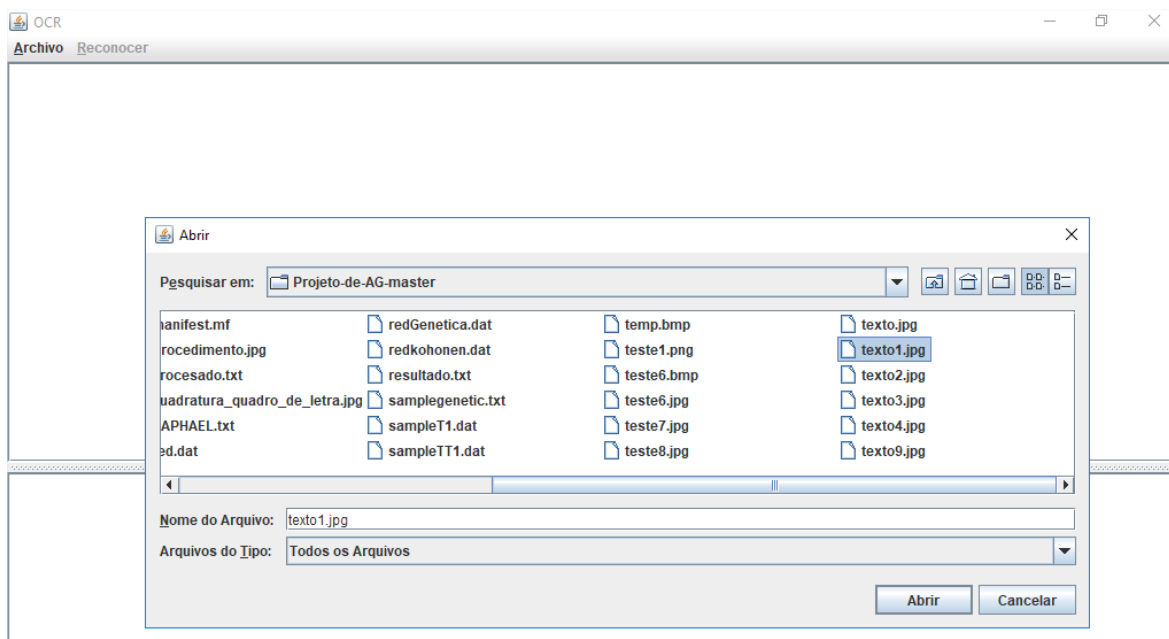 OCR
Archivo Reconocer
Abrir
Pesquisar em: Projeto-de-AG-master
anifest.mf redGenetica.dat temp.bmp texto.jpg
rocedimento.jpg redkohonen.dat teste1.png texto1.jpg
rocesado.txt resultado.txt teste6.bmp texto2.jpg
uadratura_quadro_de_letra.jpg samplegenetic.txt teste6.jpg texto3.jpg
APHAEL.txt sampleT1.dat teste7.jpg texto4.jpg
ed.dat sampleTT1.dat teste8.jpg texto9.jpg
Nome do Arquivo: texto1.jpg
Arquivos do Tipo: Todos os Arquivos
Abrir Cancelar